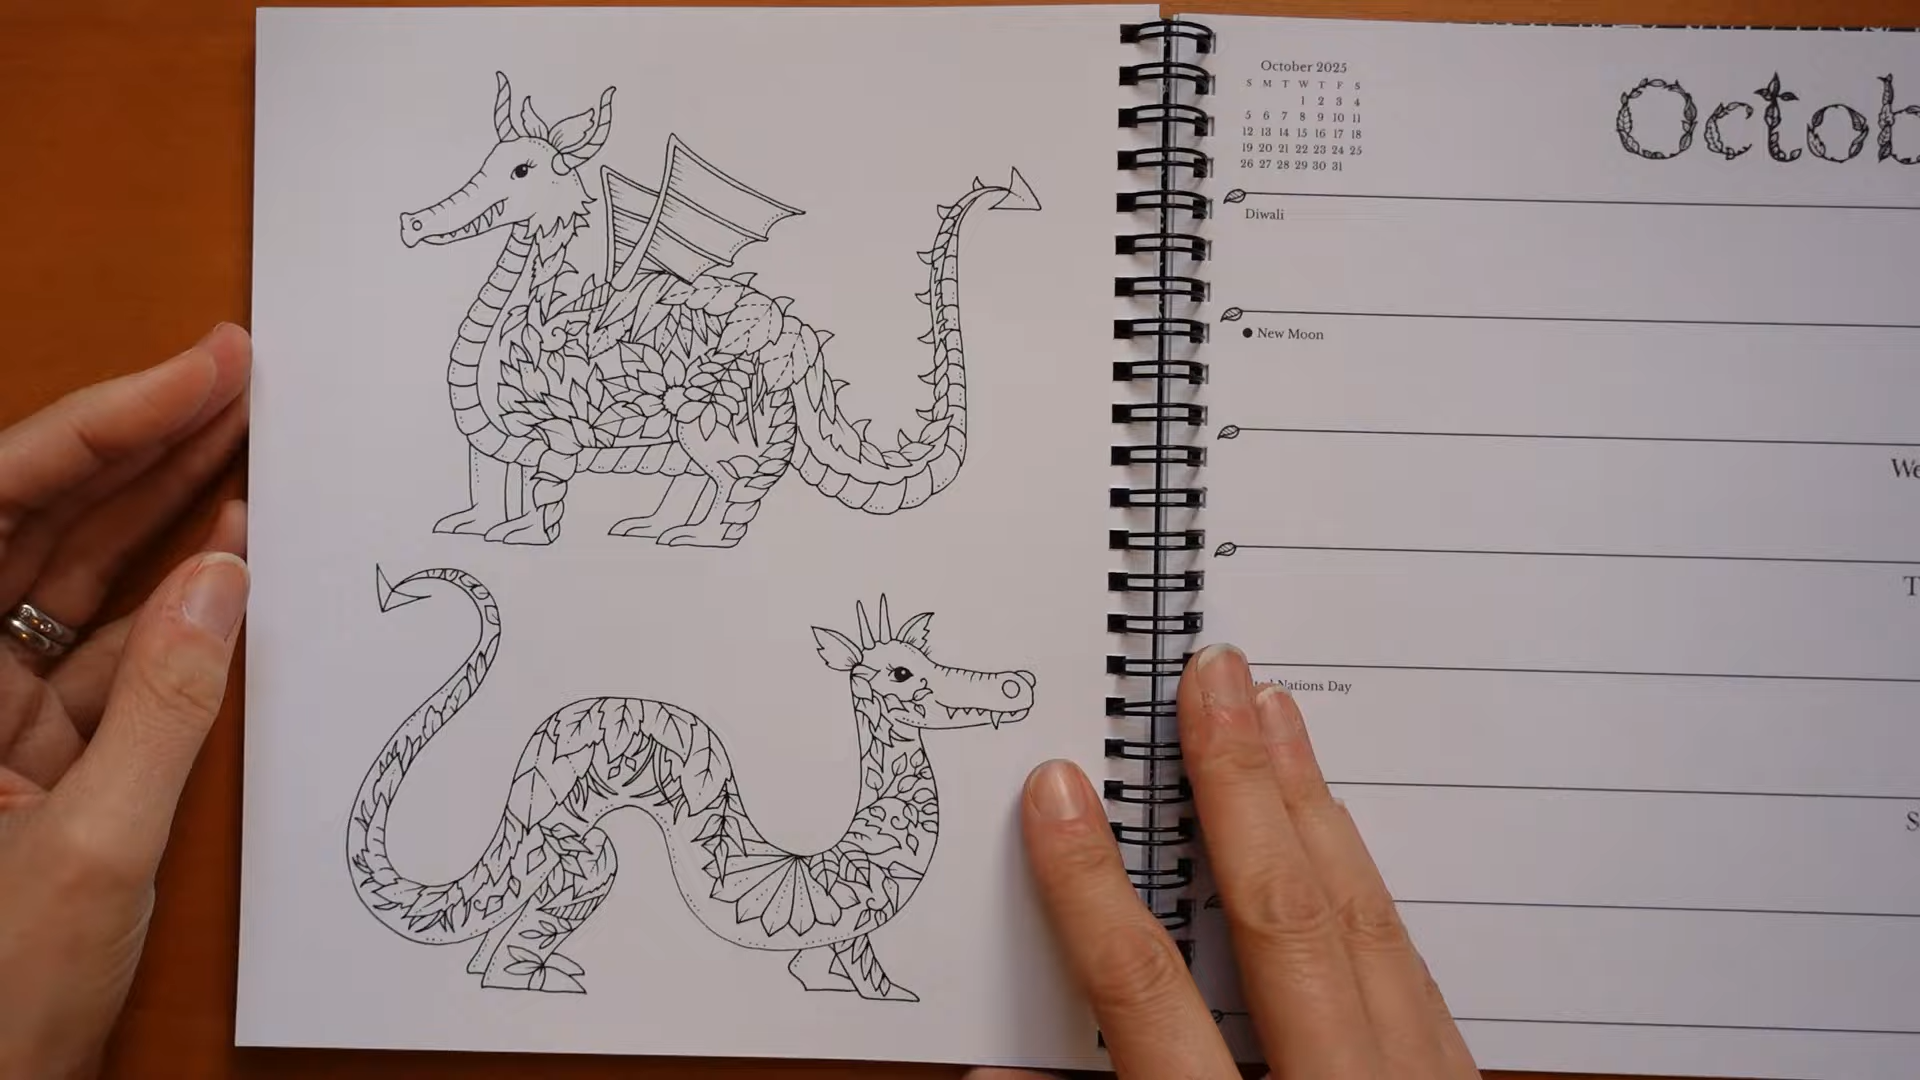 October 2025
S M T W T F S
1 2 3 4
5 6 7 8 9 10 11
12 13 14 15 16 17 18
19 20 21 22 23 24 25
26 27 28 29 30 31
Octob
Diwali
New Moon
We
T
Nations Day
S